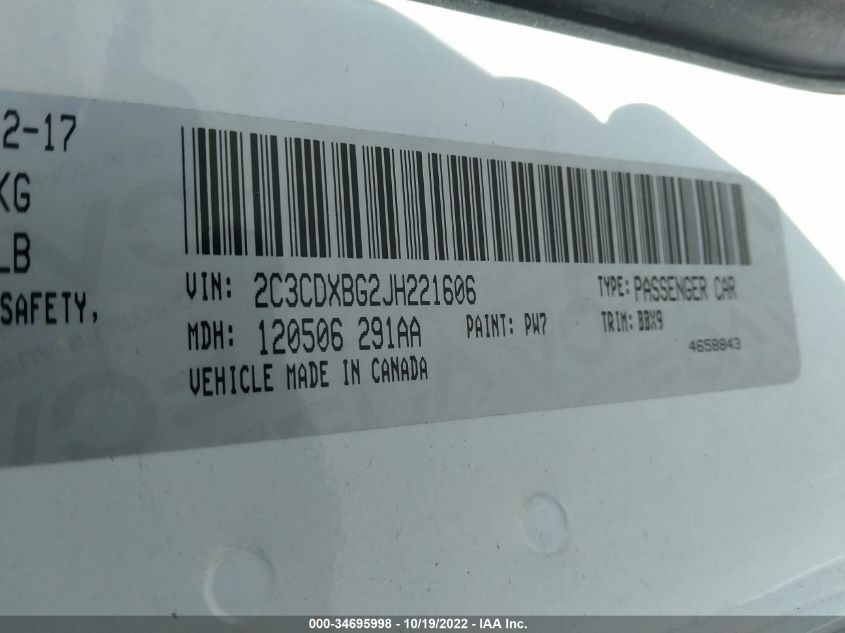 2-17
KG
LB
SAFETY,
VIN: 2C3CDXBG2JH221606
TYPE: PASSENGER CAR
MDH: 120506 291AA
PAINT: PW7
TRIM: BBX9
4658843
VEHICLE MADE IN CANADA
000-34695998 - 10/19/2022 - IAA Inc.